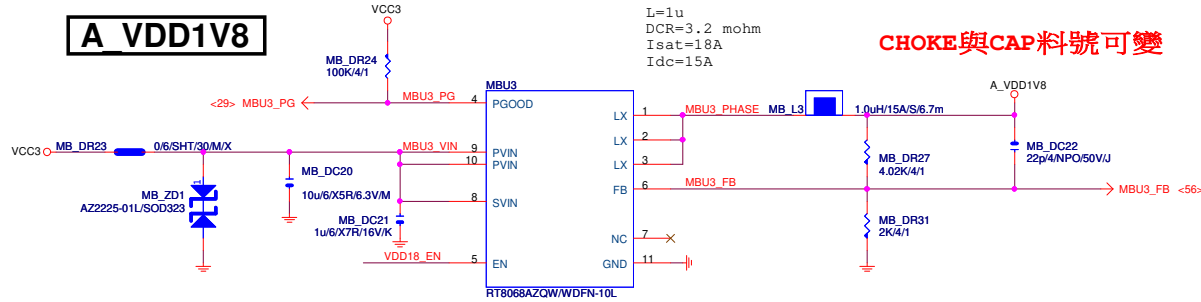 A_VDD1V8
VCC3
L=1u
DCR=3.2 mohm
Isat=18A
Idc=15A
CHOKE與CAP料號可變
MB_DR24
100K/4/1
MBU3
<29> MBU3_PG
MBU3_PG
4
PGOOD
LX
1
MBU3_PHASE
MB_L3
1.0uH/15A/S/6.7m
A_VDD1V8
VCC3
MB_DR23
0/6/SHT/30/M/X
MBU3_VIN
9
PVIN
10
PVIN
LX
2
LX
3
MB_DR27
4.02K/4/1
MB_DC22
22p/4/NPO/50V/J
1
MB_ZD1
AZ2225-01L/SOD323
MB_DC20
10u/6/X5R/6.3V/M
8
SVIN
FB
6
MBU3_FB
MBU3_FB <56>
MB_DC21
1u/6/X7R/16V/K
MB_DR31
2K/4/1
NC
7
VDD18_EN
5
EN
GND
11
RT8068AZQW/WDFN-10L